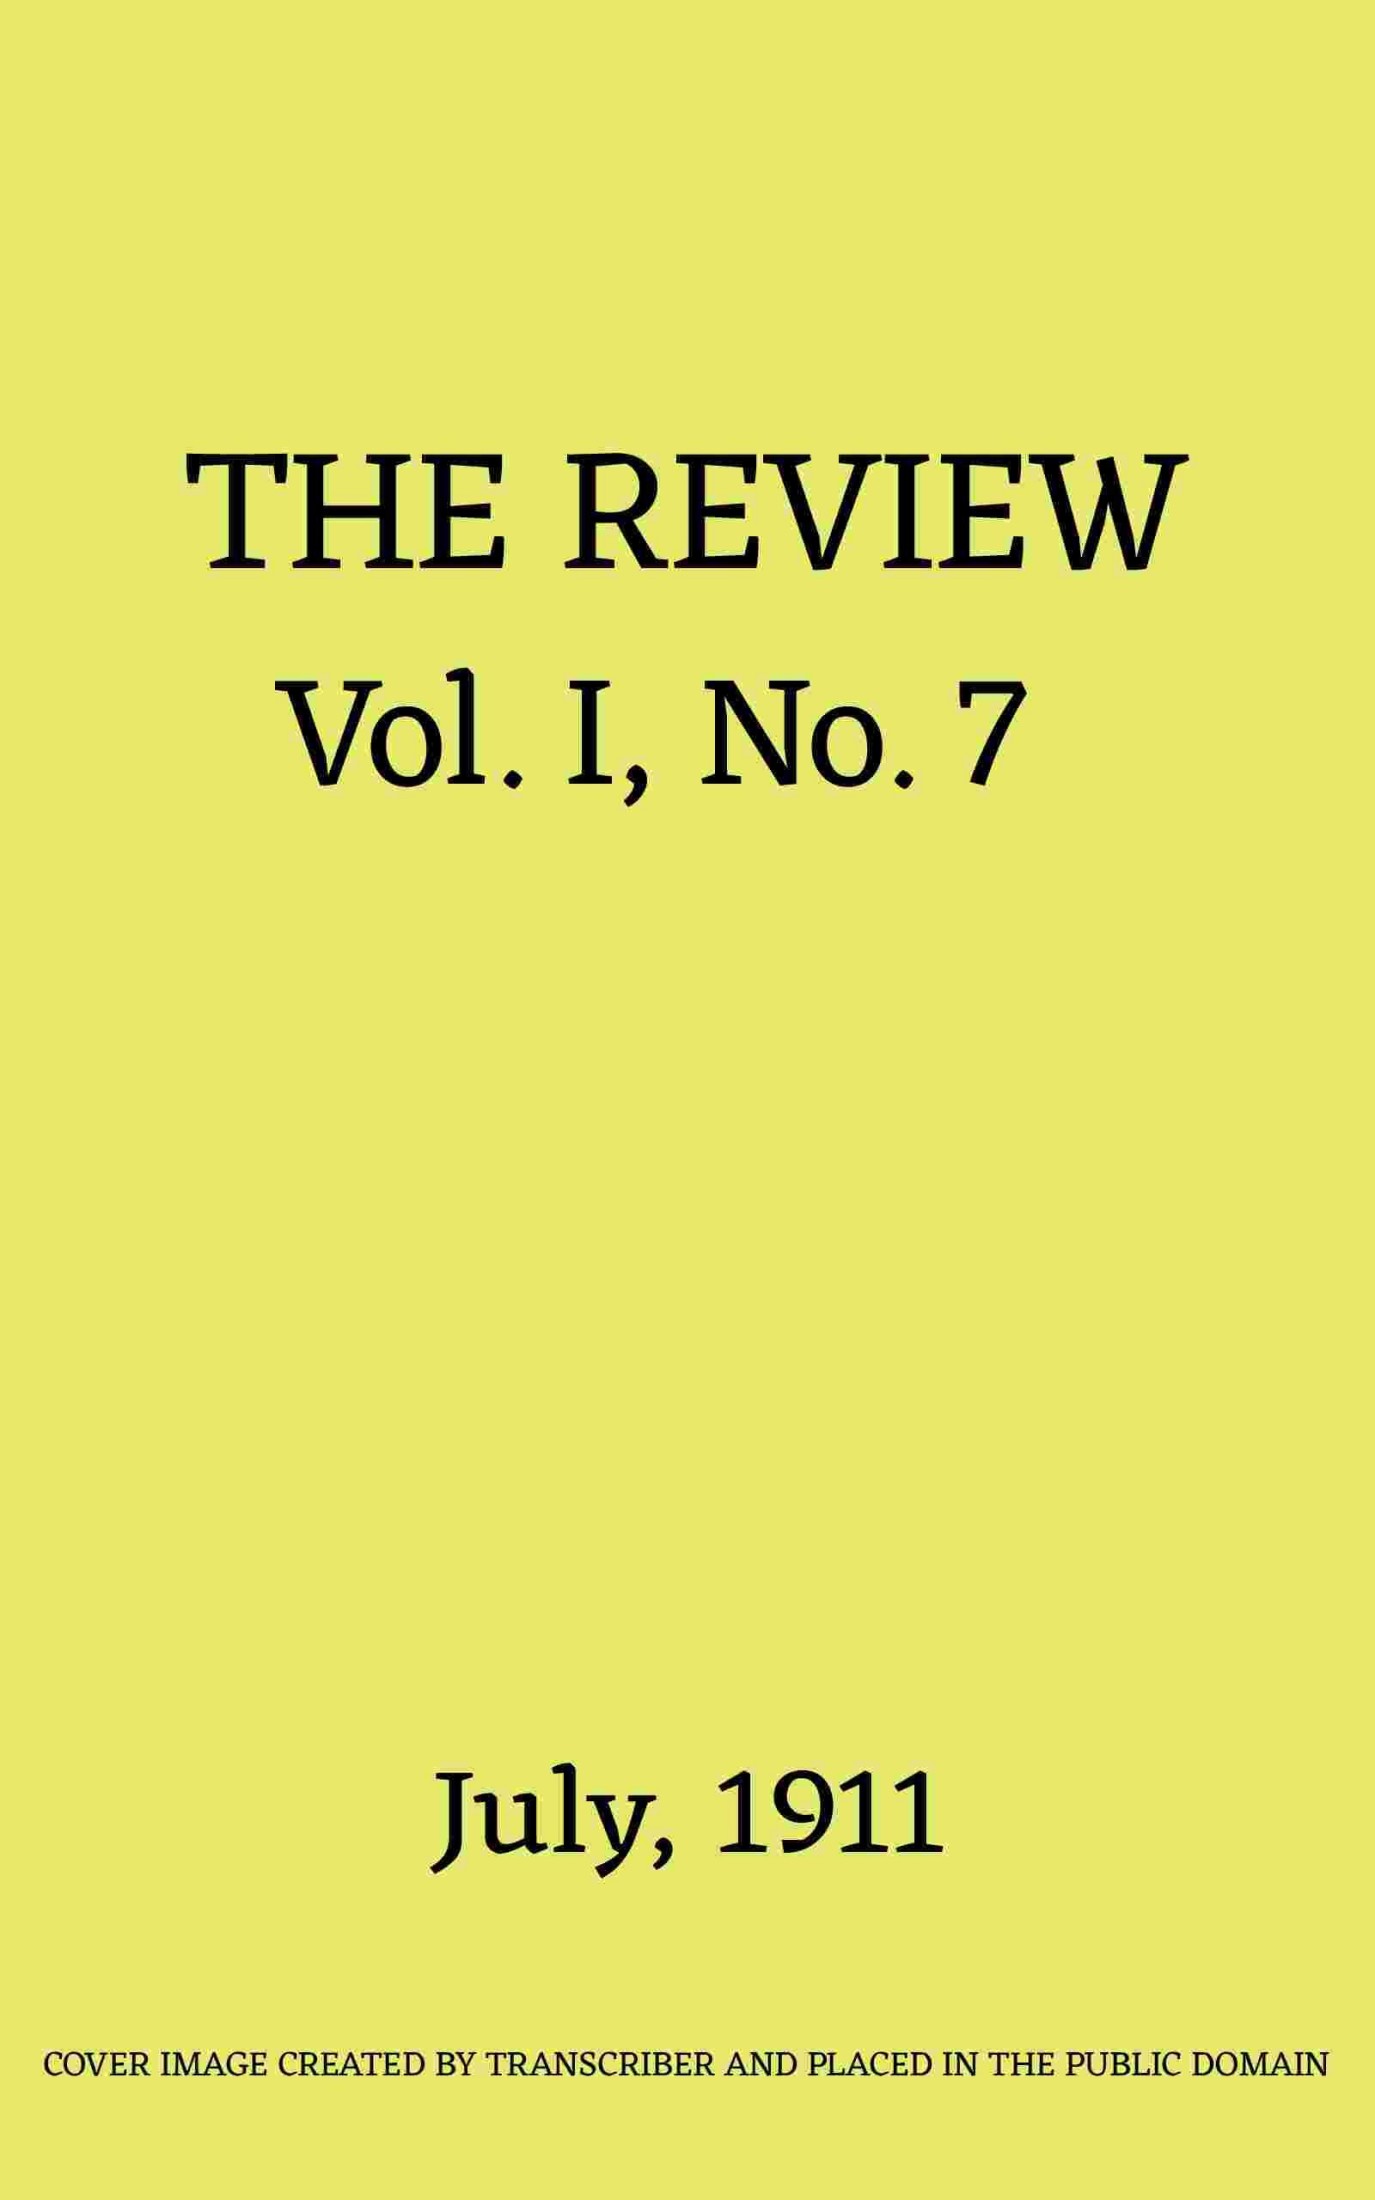 THE REVIEW
Vol. I, No. 7
July, 1911
COVER IMAGE CREATED BY TRANSCRIBER AND PLACED IN THE PUBLIC DOMAIN